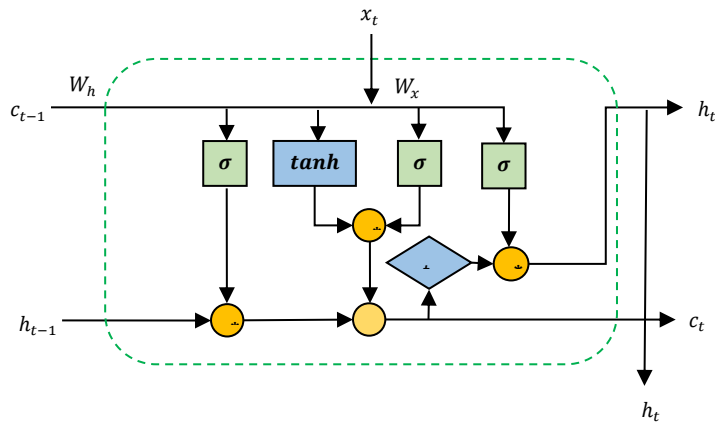 x_t
W_h
W_x
c_{t-1}
h_t
σ
tanh
σ
σ
h_{t-1}
c_t
h_t